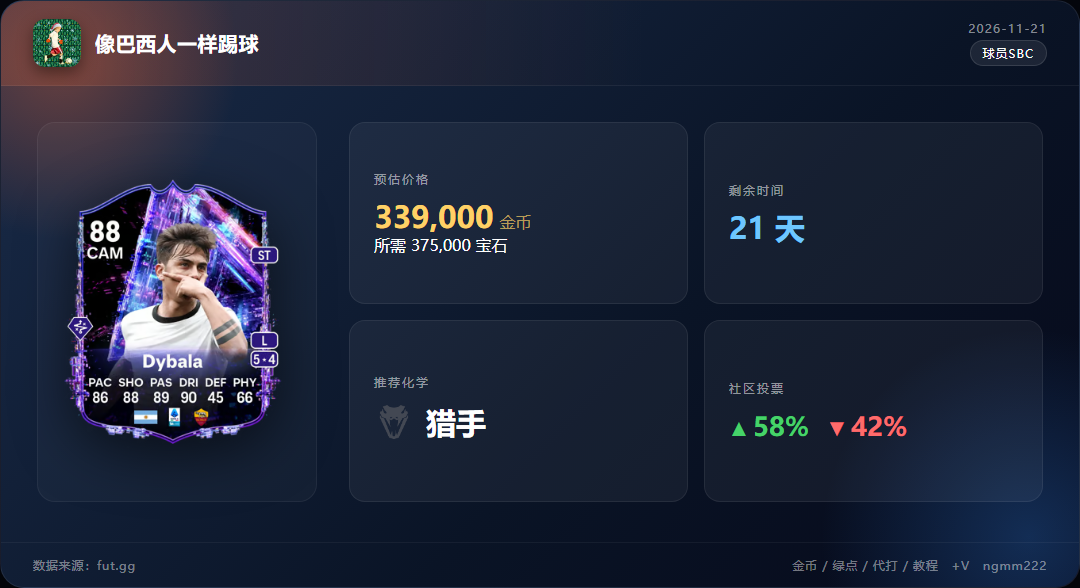 像巴西人一样踢球
2026-11-21
球员SBC
88
CAM
ST
L
5·4
Dybala
PAC SHO PAS DRI DEF PHY
86 88 89 90 45 66
预估价格
339,000 金币
所需 375,000 宝石
剩余时间
21 天
推荐化学
猎手
社区投票
▲58% ▼42%
数据来源：fut.gg
金币 / 绿点 / 代打 / 教程 +V ngmm222